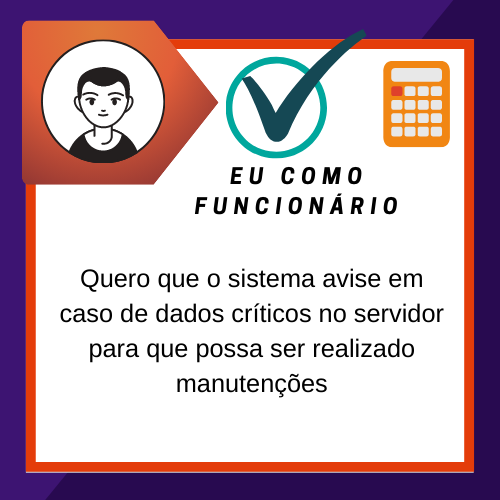 EU COMO
FUNCIONÁRIO
Quero que o sistema avise em
caso de dados críticos no servidor
para que possa ser realizado
manutenções